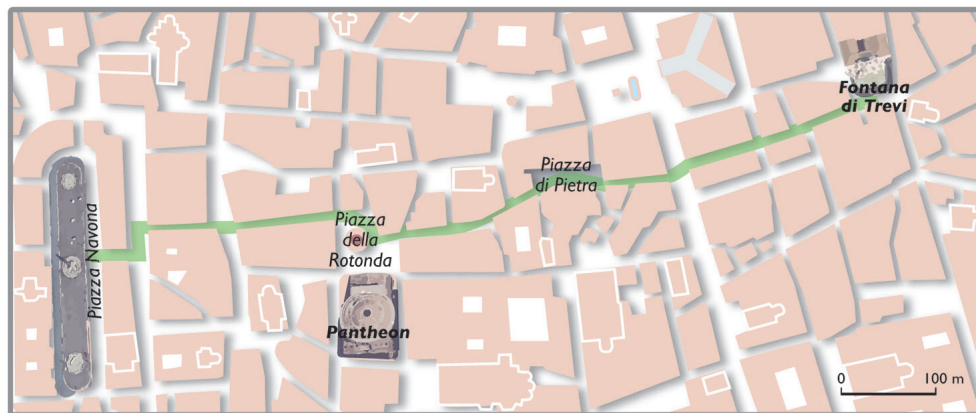 Fontana
di Trevi
Piazza
di Pietra
Piazza
della
Rotonda
Piazza Navona
Pantheon
0 100 m